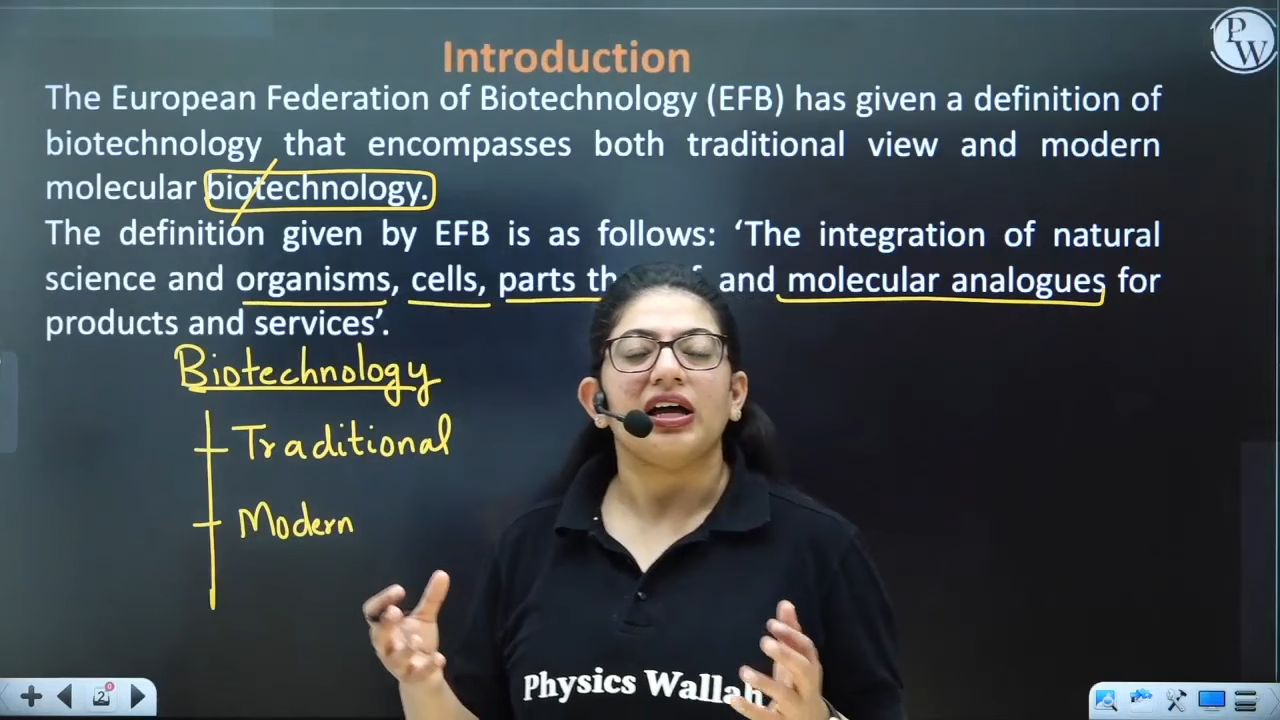 PW
Introduction
The European Federation of Biotechnology (EFB) has given a definition of
biotechnology that encompasses both traditional view and modern
molecular biotechnology.
The definition given by EFB is as follows: ‘The integration of natural
science and organisms, cells, parts and molecular analogues for
products and services’.
Biotechnology
Traditional
Modern
Physics Wallah
2